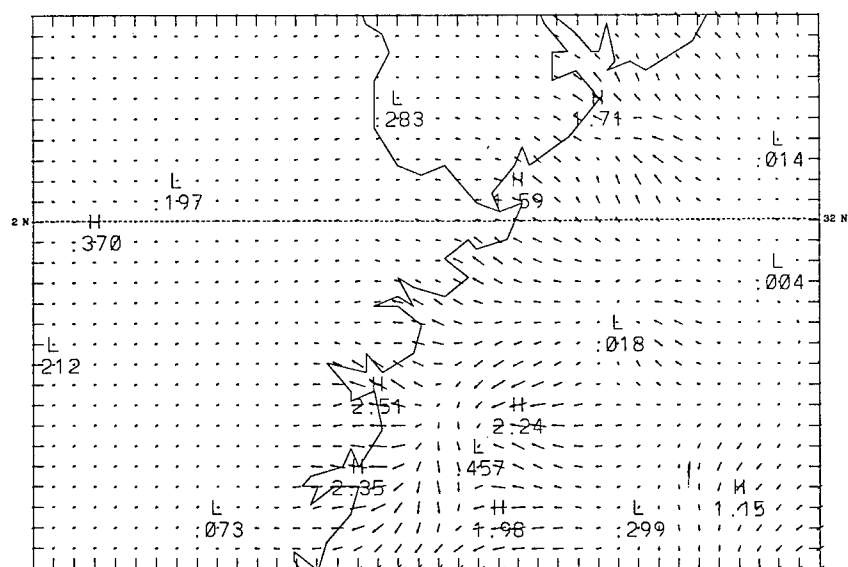 L
.283
H
1.71
L
.014
L
.197
H
1.59
2 N
32 N
H
.370
L
.004
L
.212
L
.018
H
2.51
H
2.24
L
.457
H
2.35
H
1.15
L
.073
H
1.98
L
.299